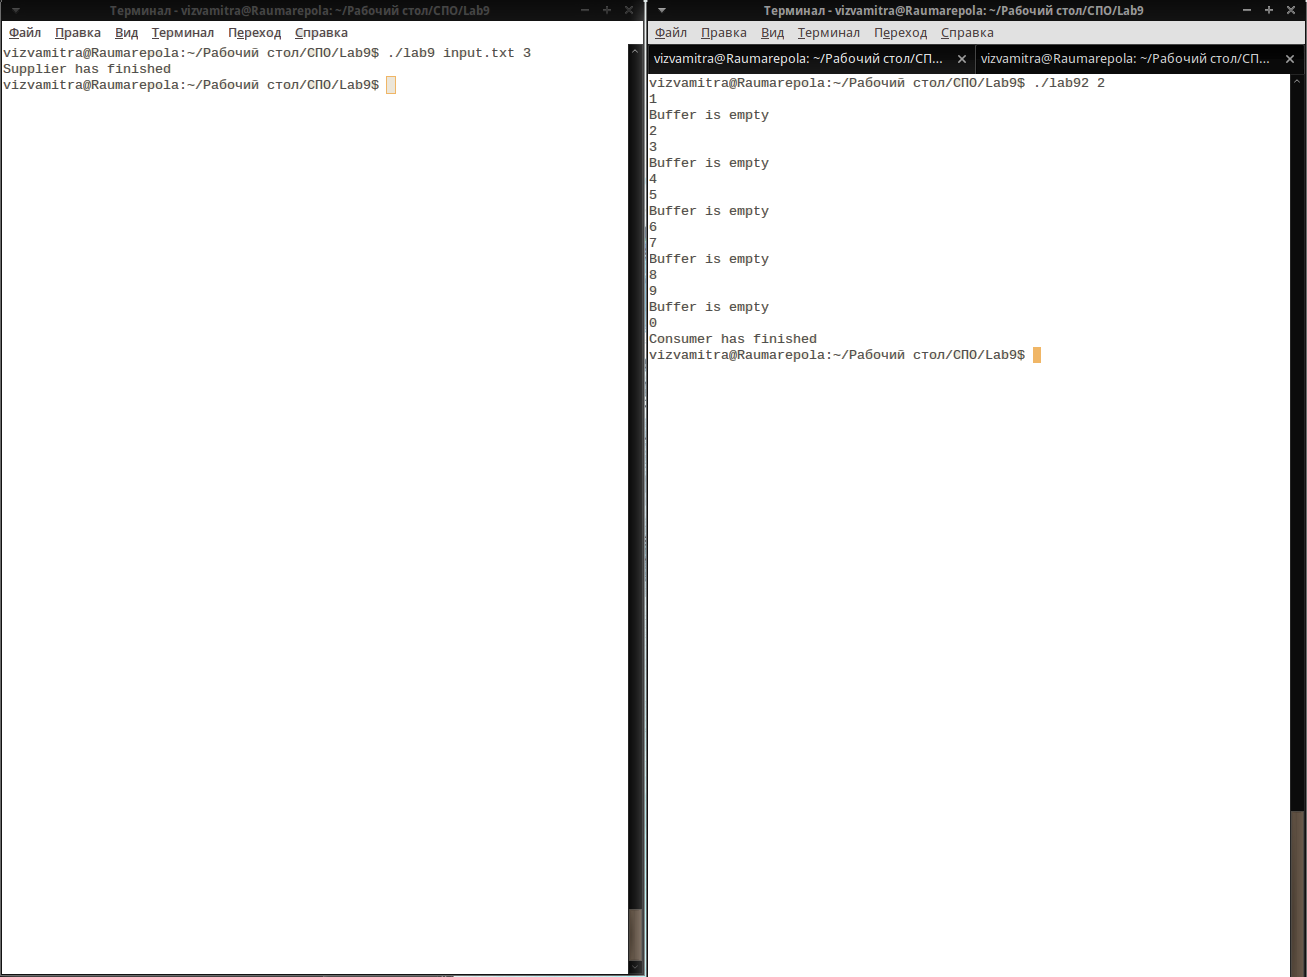 Терминал - vizvamitra@Raumarepola: ~/Рабочий стол/СПО/Lab9
Файл Правка Вид Терминал Переход Справка
vizvamitra@Raumarepola:~/Рабочий стол/СПО/Lab9$ ./lab9 input.txt 3
Supplier has finished
vizvamitra@Raumarepola:~/Рабочий стол/СПО/Lab9$
Терминал - vizvamitra@Raumarepola: ~/Рабочий стол/СПО/Lab9
Файл Правка Вид Терминал Переход Справка
vizvamitra@Raumarepola: ~/Рабочий стол/СП... vizvamitra@Raumarepola: ~/Рабочий стол/СП...
vizvamitra@Raumarepola:~/Рабочий стол/СПО/Lab9$ ./lab92 2
1
Buffer is empty
2
3
Buffer is empty
4
5
Buffer is empty
6
7
Buffer is empty
8
9
Buffer is empty
0
Consumer has finished
vizvamitra@Raumarepola:~/Рабочий стол/СПО/Lab9$